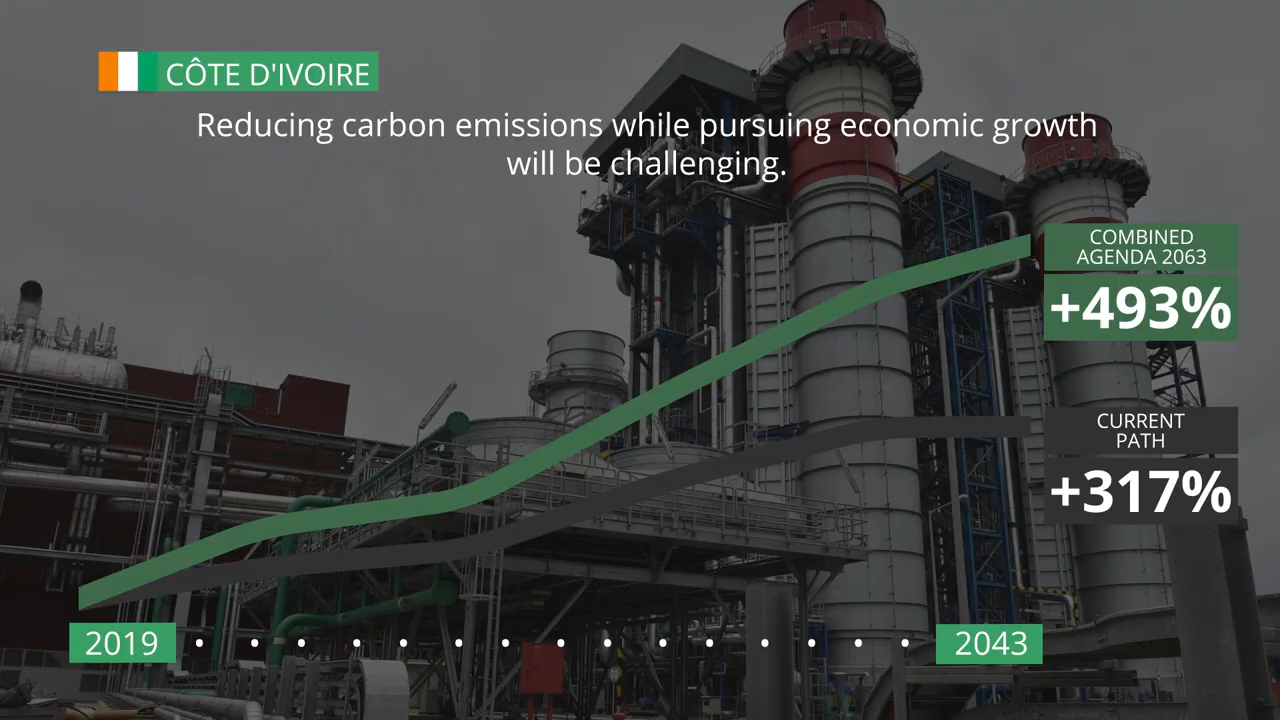 CÔTE D'IVOIRE
Reducing carbon emissions while pursuing economic growth
will be challenging.
COMBINED
AGENDA 2063
+493%
CURRENT
PATH
+317%
2019
2043